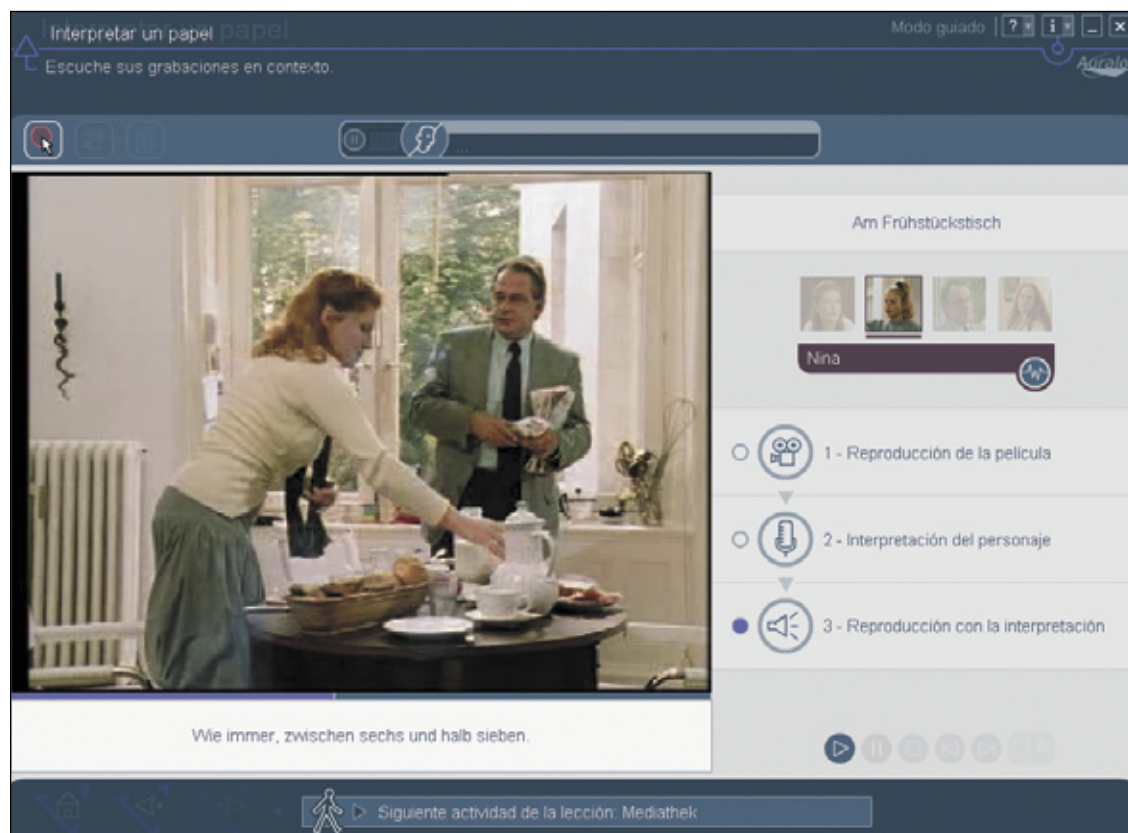 Interpretar un papel
Modo guiado
?
i
Escuche sus grabaciones en contexto.
Auralog
...
Am Frühstückstisch
Nina
1 - Reproducción de la película
2 - Interpretación del personaje
3 - Reproducción con la interpretación
Wie immer, zwischen sechs und halb sieben.
Siguiente actividad de la lección: Mediathek